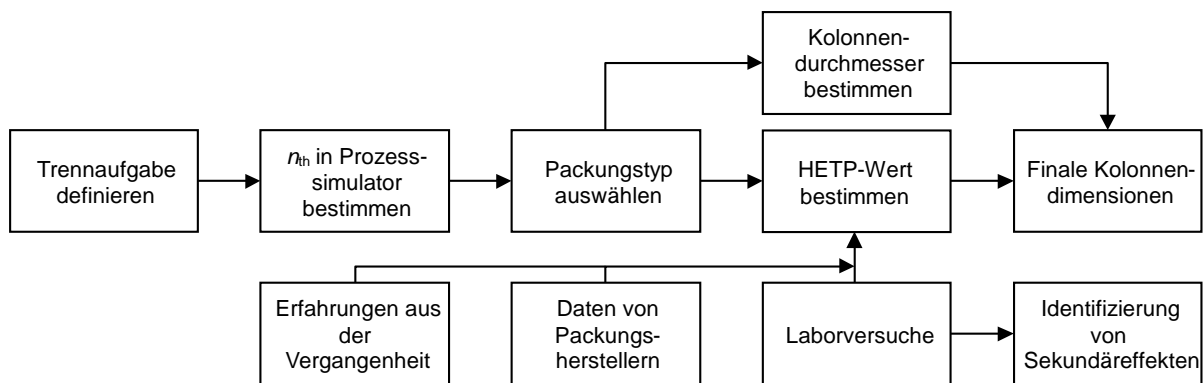 Kolonnen-
durchmesser
bestimmen
Trennaufgabe
definieren
nth in Prozess-
simulator
bestimmen
Packungstyp
auswählen
HETP-Wert
bestimmen
Finale Kolonnen-
dimensionen
Erfahrungen aus
der
Vergangenheit
Daten von
Packungs-
herstellern
Laborversuche
Identifizierung
von
Sekundäreffekten